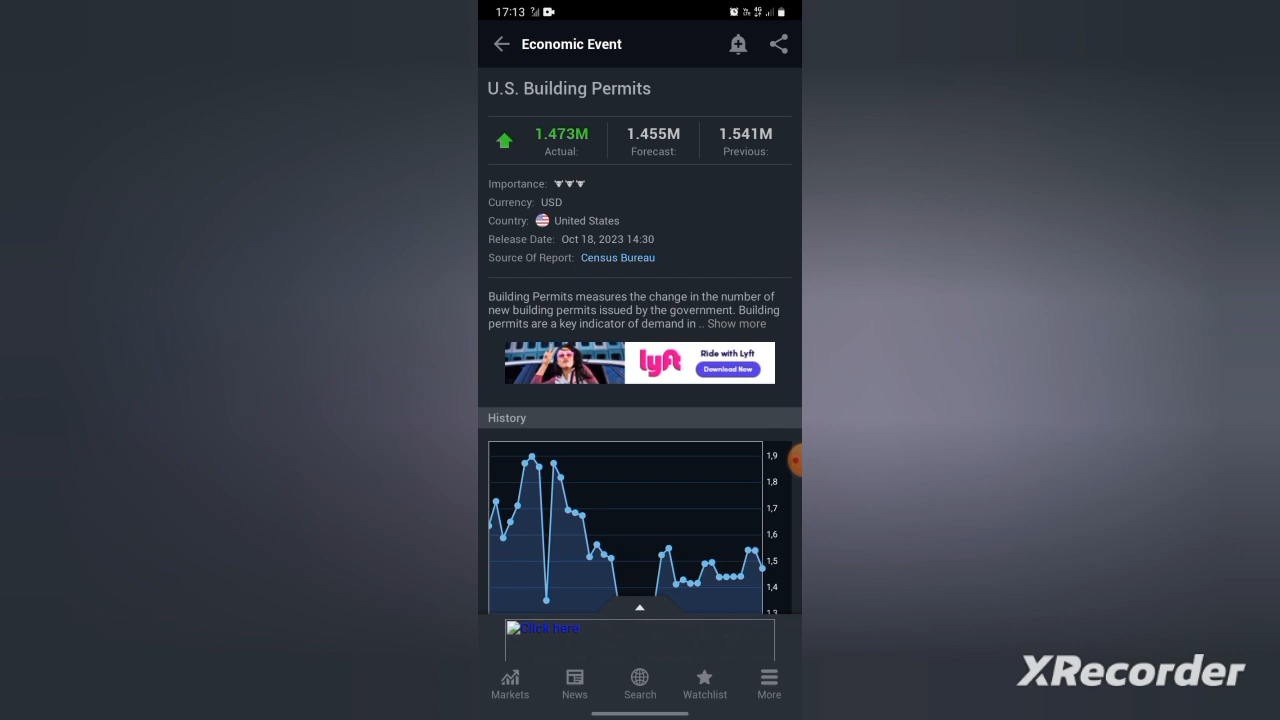 17:13
4G
Economic Event
U.S. Building Permits
1.473M 1.455M 1.541M
Actual: Forecast: Previous:
Importance:
Currency: USD
Country: United States
Release Date: Oct 18, 2023 14:30
Source Of Report: Census Bureau
Building Permits measures the change in the number of
new building permits issued by the government. Building
permits are a key indicator of demand in .. Show more
lyft
Ride with Lyft
Download Now
History
1,9
1,8
1,7
1,6
1,5
1,4
1,3
Click here
Markets News Search Watchlist More
XRecorder